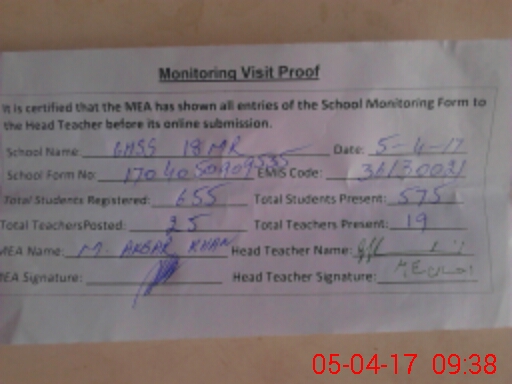 Monitoring Visit Proof
It is certified that the MEA has shown all entries of the School Monitoring Form to
the Head Teacher before its online submission.
School Name: GHSS 18 MR Date: 5-4-17
School Form No: EMIS Code:
Total Students Registered: 655 Total Students Present: 575
Total TeachersPosted: 25 Total Teachers Present: 19
MEA Name: M. AKBAR KHAN Head Teacher Name:
MEA Signature: Head Teacher Signature:
05-04-17 09:38